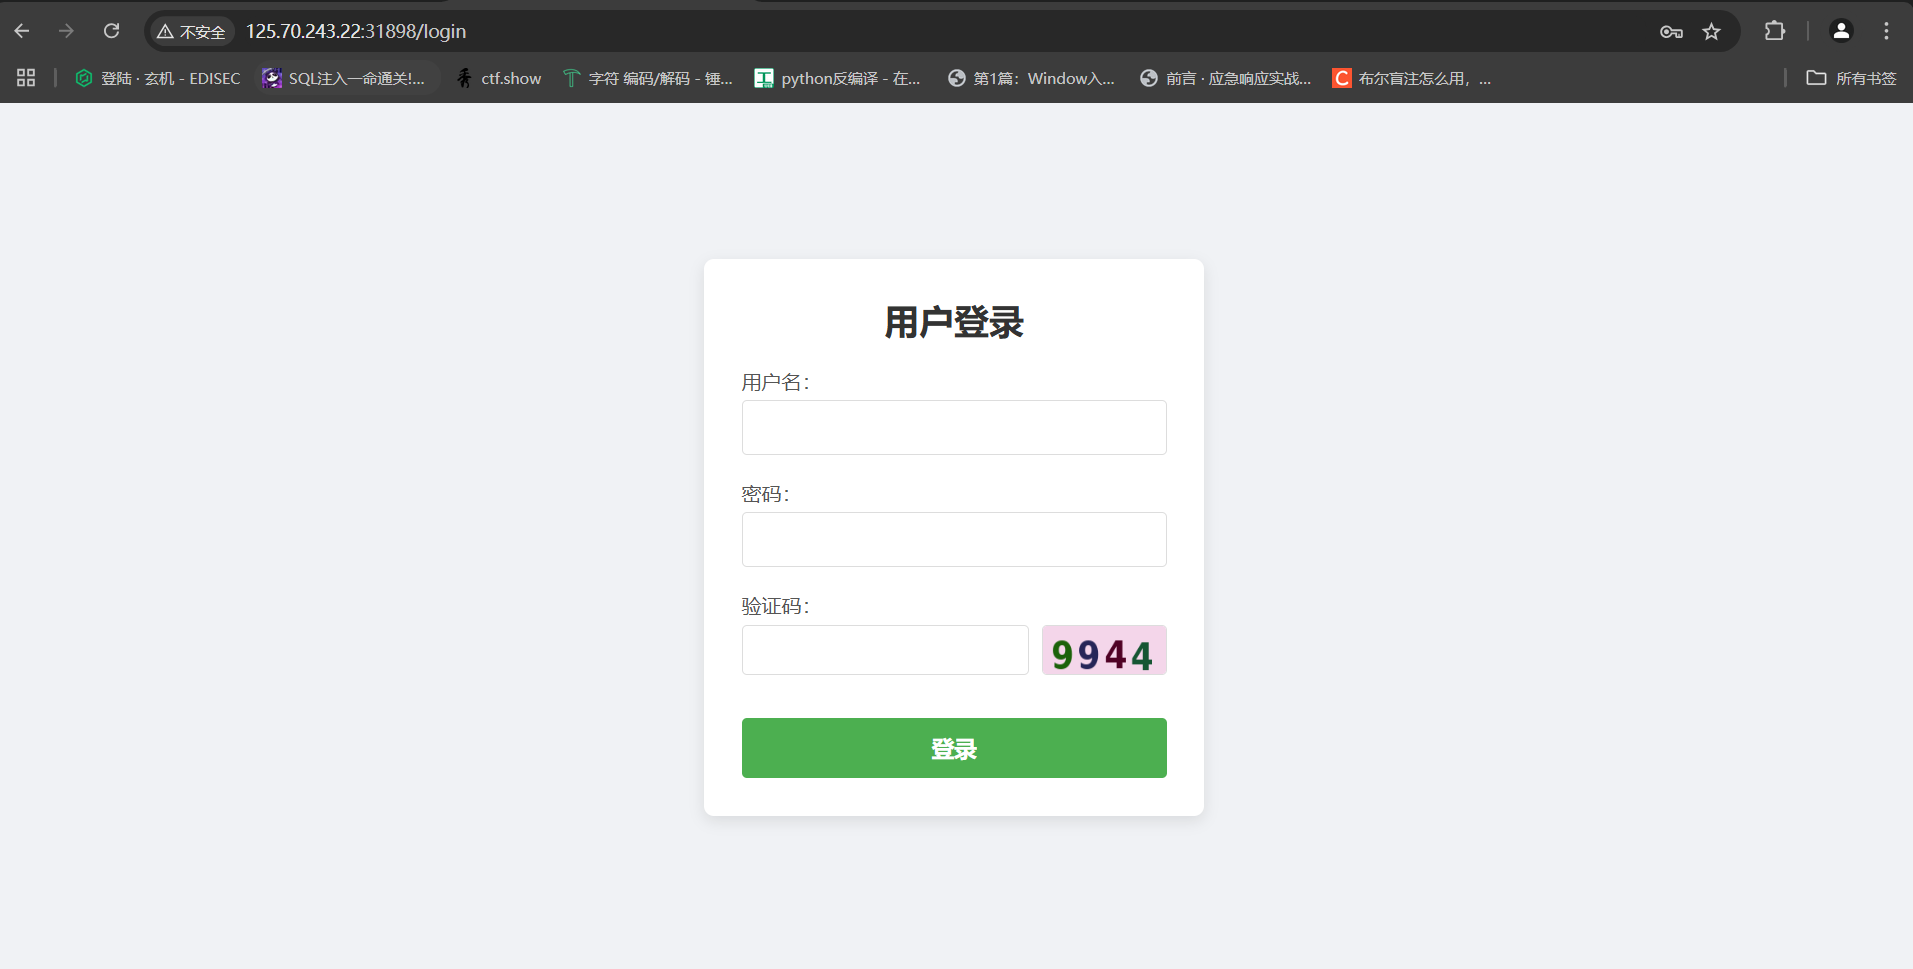 不安全 125.70.243.22:31898/login
登陆 · 玄机 - EDISEC SQL注入一命通关!... ctf.show 字符 编码/解码 - 锤... python反编译 - 在... 第1篇：Window入... 前言 · 应急响应实战... 布尔盲注怎么用，... 所有书签
用户登录
用户名：
密码：
验证码：
9944
登录